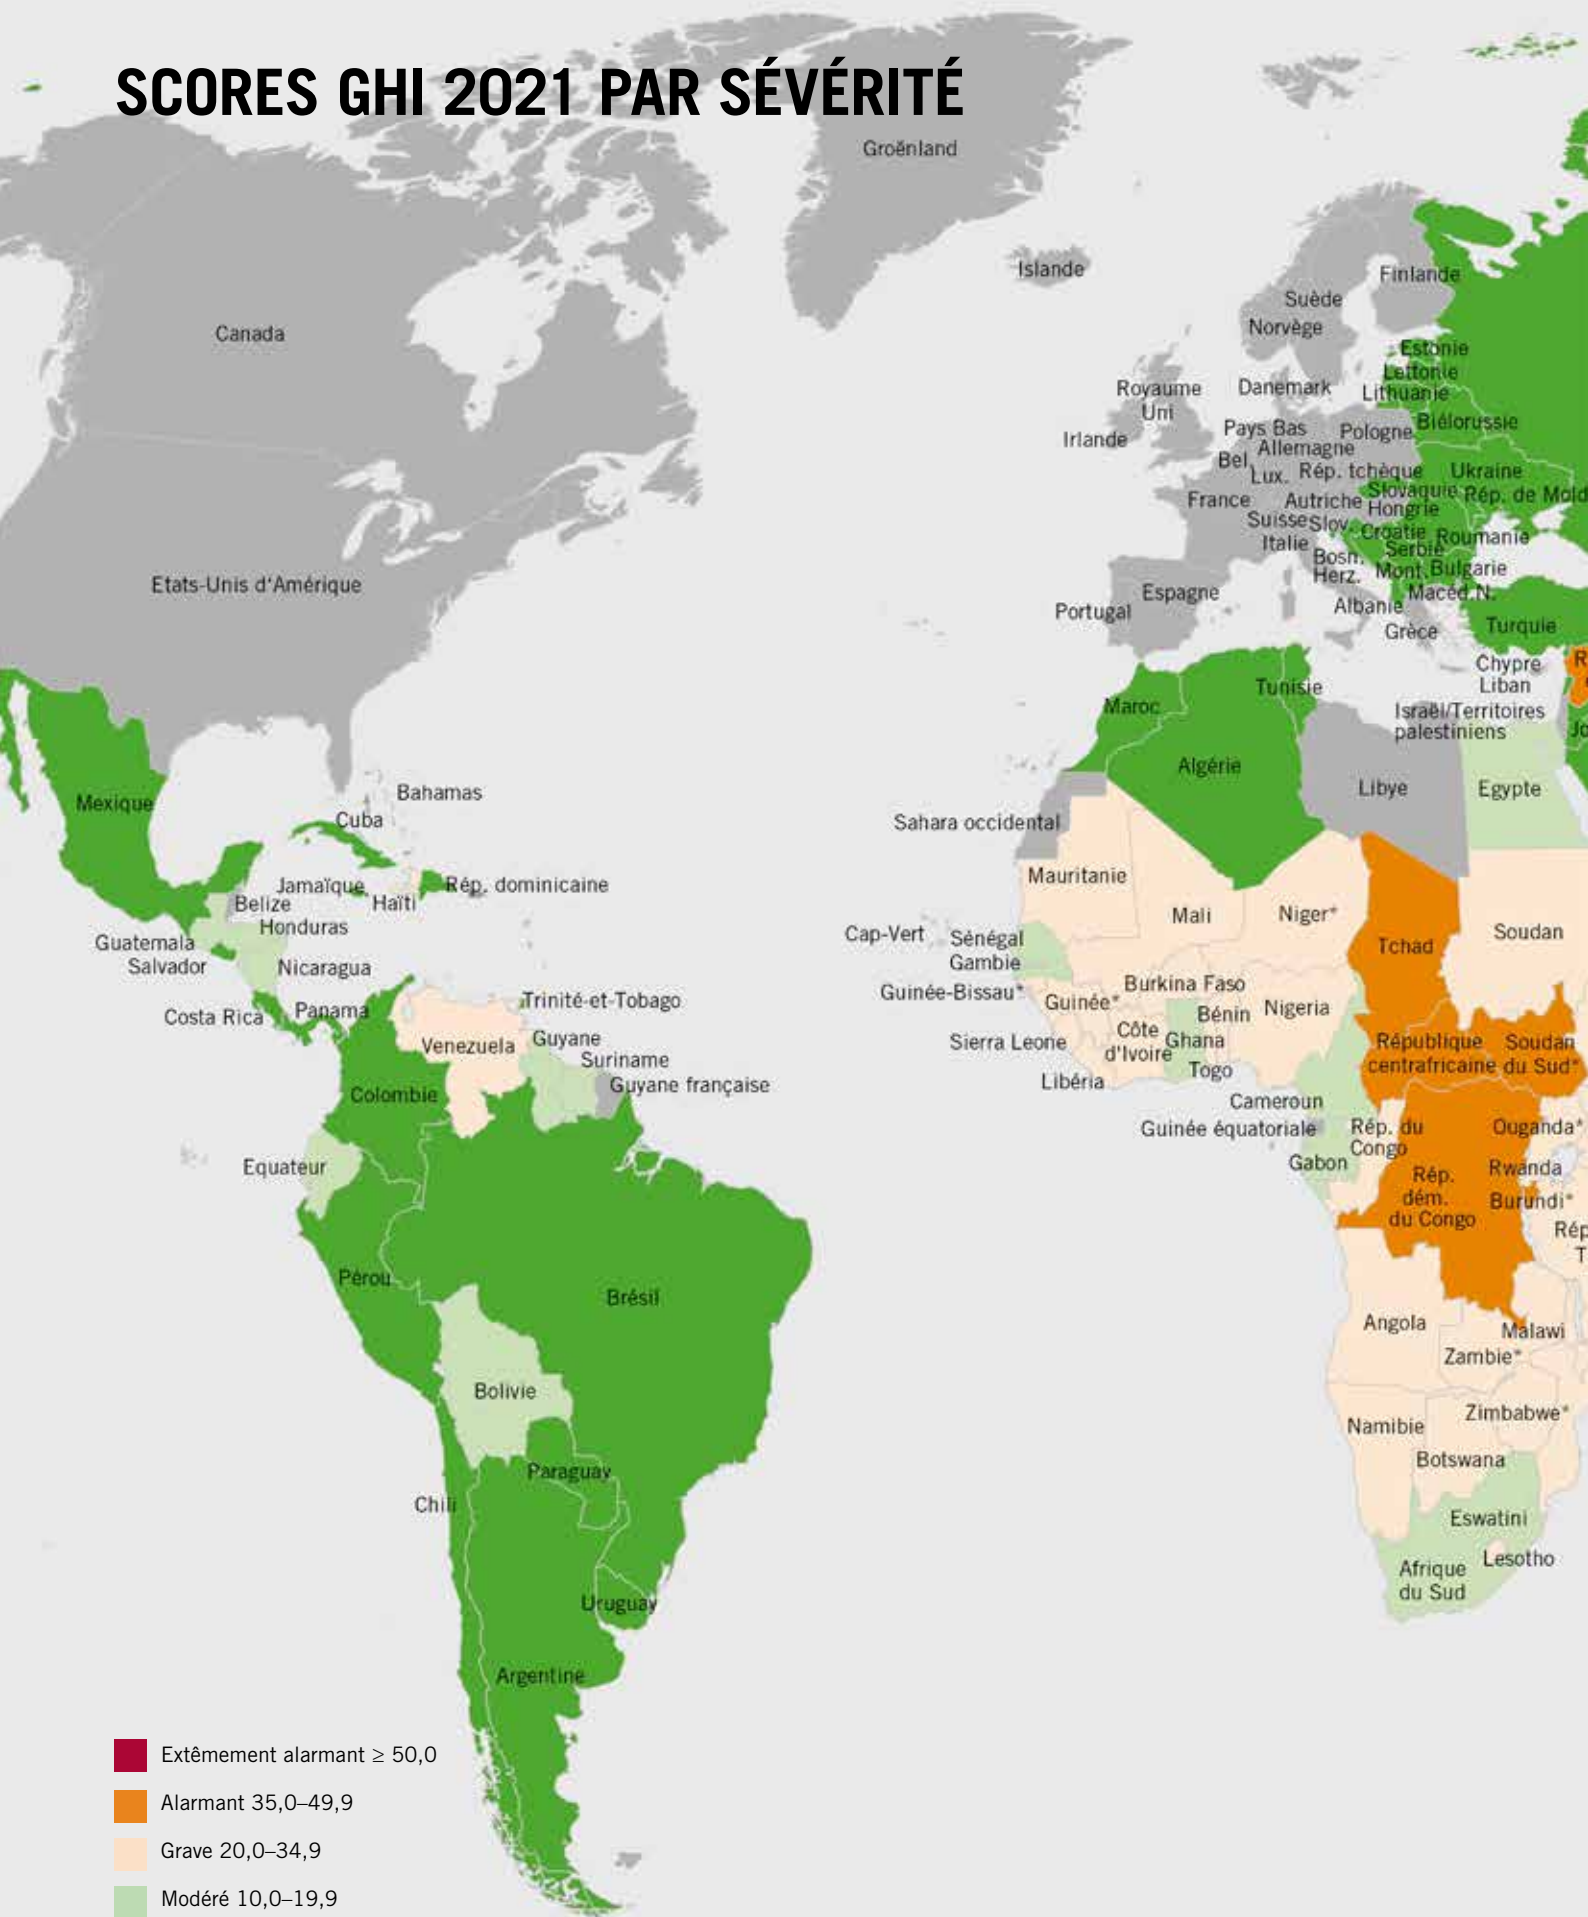 SCORES GHI 2021 PAR SÉVÉRITÉ
Groënland
Islande
Finlande
Suède
Norvège
Canada
Estonie
Lettonie
Lithuanie
Royaume
Uni
Danemark
Irlande
Pays Bas
Pologne
Biélorussie
Allemagne
Bel.
Lux.
Rép. tchèque
Ukraine
France
Autriche
Slovaquie
Rép. de Mold
Hongrie
Suisse
Slov.
Croatie
Roumanie
Italie
Serbie
Bosn.
Herz.
Mont.
Bulgarie
Macéd.N.
Etats-Unis d'Amérique
Portugal
Espagne
Albanie
Grèce
Turquie
Chypre
Liban
R
Israël/Territoires
palestiniens
Jo
Maroc
Tunisie
Algérie
Libye
Egypte
Mexique
Bahamas
Cuba
Sahara occidental
Jamaïque
Haïti
Rép. dominicaine
Belize
Honduras
Guatemala
Salvador
Nicaragua
Costa Rica
Panama
Trinité-et-Tobago
Venezuela
Guyane
Suriname
Guyane française
Colombie
Equateur
Pérou
Brésil
Bolivie
Paraguay
Chili
Uruguay
Argentine
Mauritanie
Mali
Niger*
Tchad
Soudan
Cap-Vert
Sénégal
Gambie
Guinée-Bissau*
Guinée*
Burkina Faso
Bénin
Nigeria
Sierra Leone
Côte
d'Ivoire
Ghana
Togo
Libéria
République
centrafricaine
Soudan
du Sud*
Cameroun
Guinée équatoriale
Rép. du
Congo
Gabon
Ouganda*
Rwanda
Burundi*
Rép.
dém.
du Congo
Rép
T
Angola
Malawi
Zambie*
Namibie
Zimbabwe*
Botswana
Eswatini
Lesotho
Afrique
du Sud
Extêmement alarmant ≥ 50,0
Alarmant 35,0–49,9
Grave 20,0–34,9
Modéré 10,0–19,9